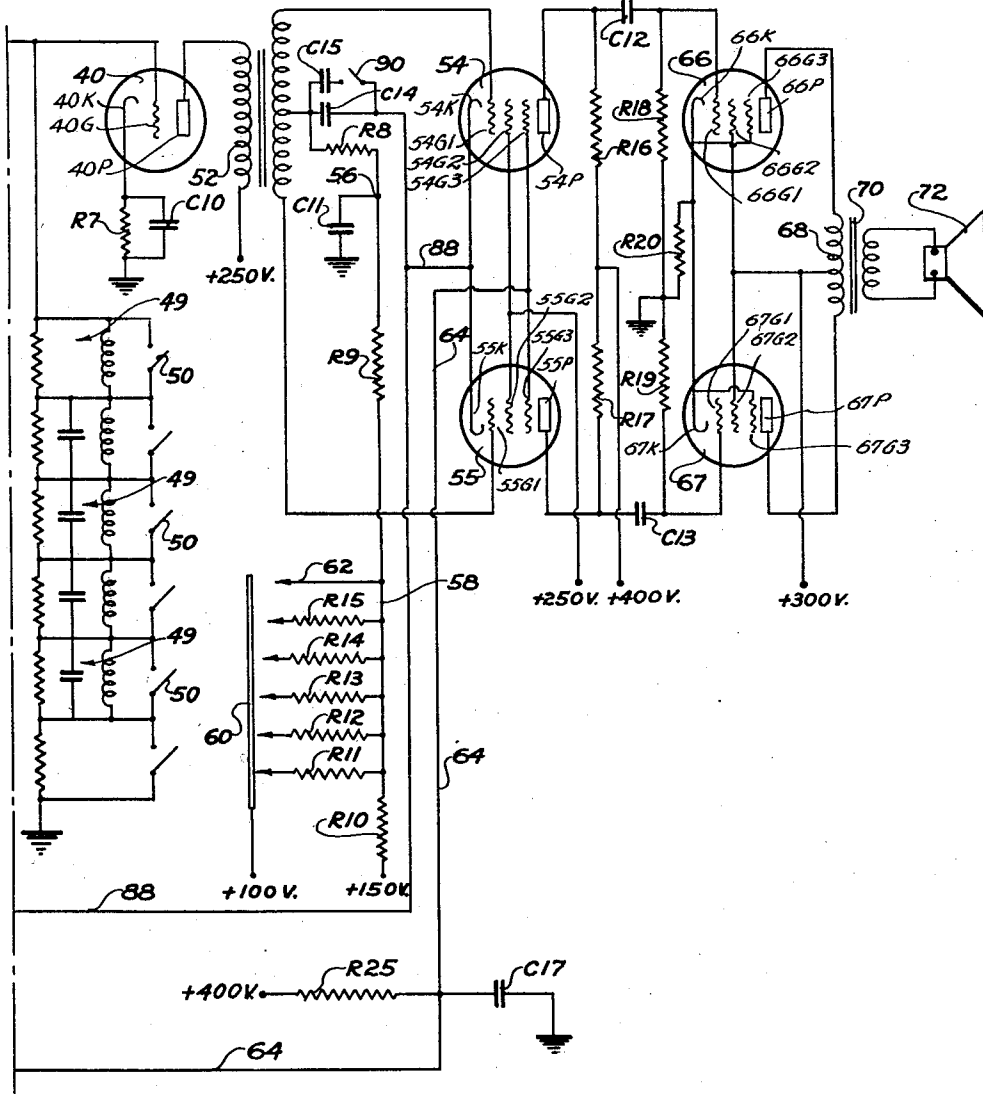 40
40K
40G
40P
R7
C10
52
+250V.
C15
90
C14
R8
56
C11
54
54K
54G1
54G2
54G3
54P
C12
R18
R16
66K
66
66G3
66P
66G2
66G1
70
72
68
R20
88
64
R9
55K
55G2
55G3
55P
55
55G1
R17
R19
67G1
67G2
67K
67
67P
67G3
C13
49
50
49
50
49
50
62
58
R15
R14
R13
R12
R11
60
R10
+100V.
+150V.
+250V.
+400V.
+300V.
64
88
+400V.
R25
C17
64